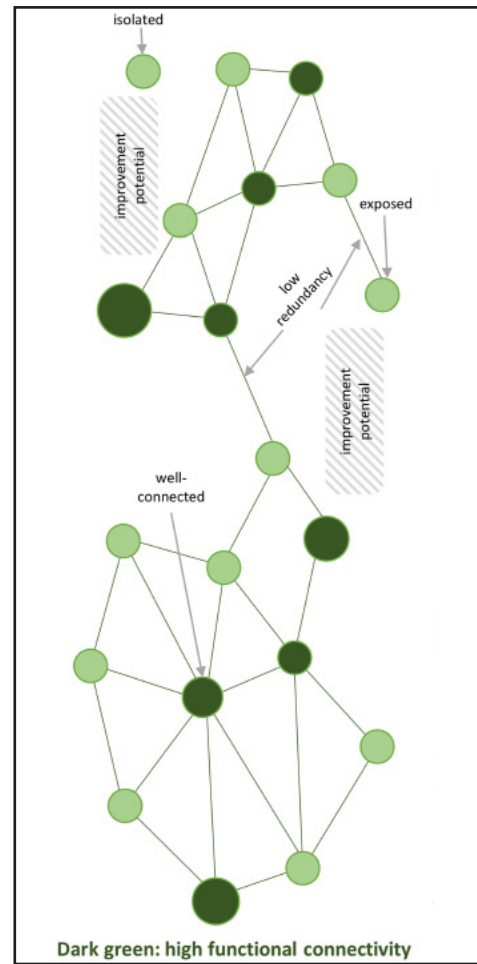 isolated
improvement
potential
exposed
low
redundancy
improvement
potential
well-
connected
Dark green: high functional connectivity